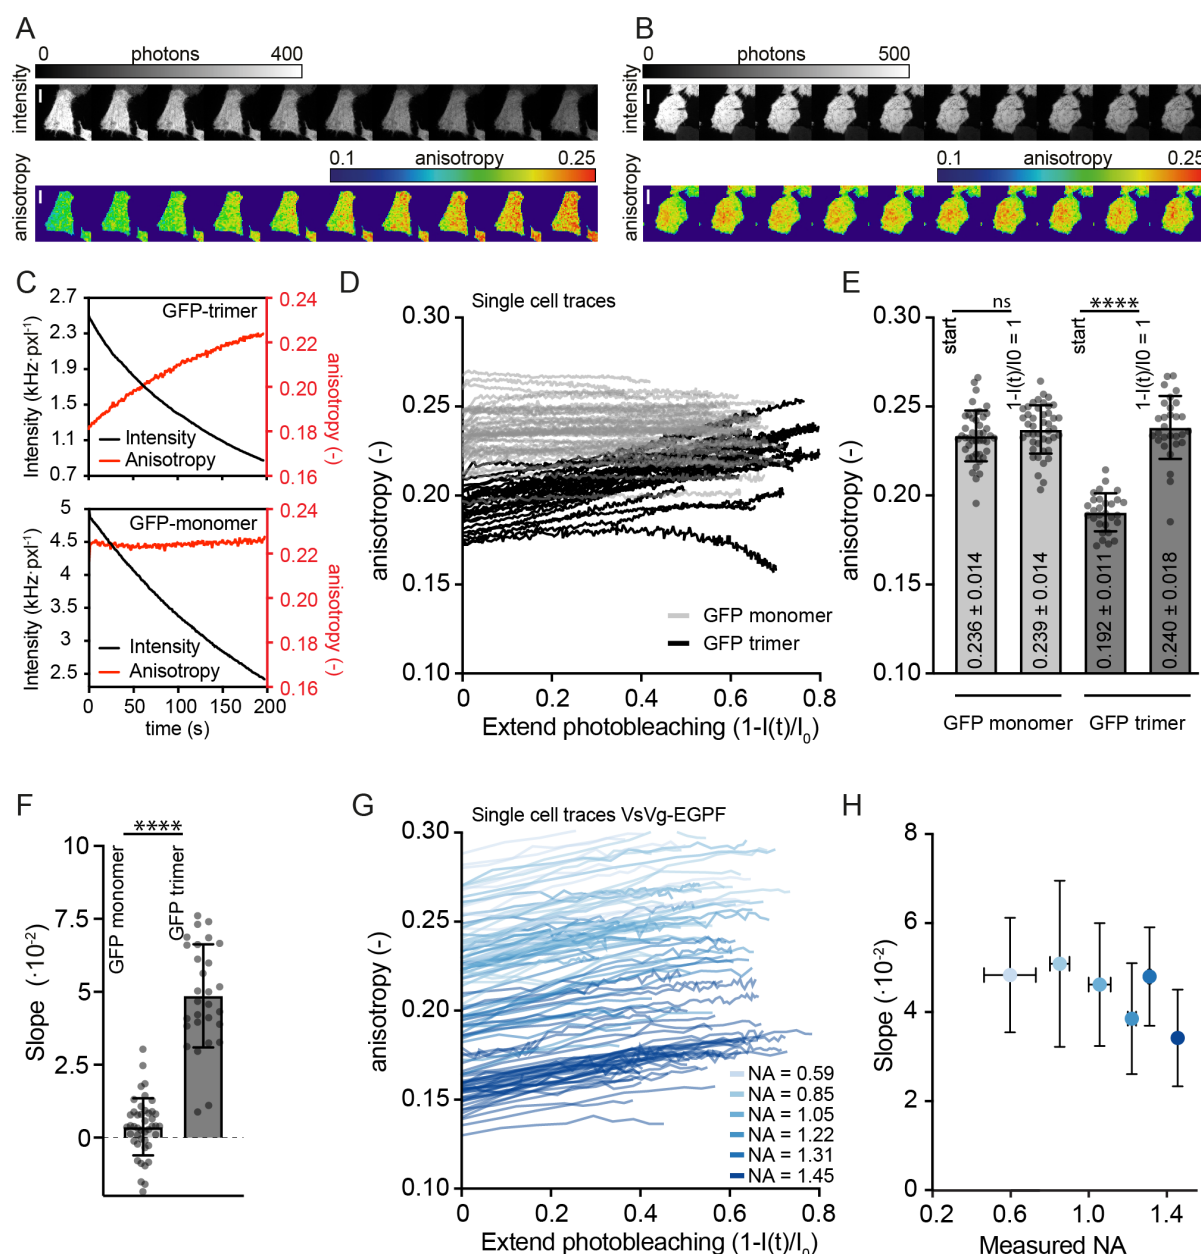 A
0 photons 400
intensity
0.1 anisotropy 0.25
anisotropy
B
0 photons 500
intensity
0.1 anisotropy 0.25
anisotropy
C
GFP-trimer
2.7
2.3
1.9
1.5
1.1
0.7
Intensity (kHz·pxl⁻¹)
0.24
0.22
0.20
0.18
0.16
anisotropy (-)
Intensity
Anisotropy
GFP-monomer
5
4.5
4
3.5
3
2.5
Intensity (kHz·pxl⁻¹)
0.24
0.22
0.20
0.18
0.16
anisotropy (-)
Intensity
Anisotropy
0 50 100 150 200
time (s)
D
Single cell traces
0.30
0.25
0.20
0.15
0.10
anisotropy (-)
GFP monomer
GFP trimer
0 0.2 0.4 0.6 0.8
Extend photobleaching (1-I(t)/I₀)
E
ns
****
start
1-I(t)/I0 = 1
start
1-I(t)/I0 = 1
0.30
0.25
0.20
0.15
0.10
anisotropy (-)
0.236 ± 0.014
0.239 ± 0.014
0.192 ± 0.011
0.240 ± 0.018
GFP monomer GFP trimer
F
****
GFP monomer
GFP trimer
10
7.5
5
2.5
0
Slope (·10⁻²)
G
Single cell traces VsVg-EGPF
0.30
0.25
0.20
0.15
0.10
anisotropy (-)
NA = 0.59
NA = 0.85
NA = 1.05
NA = 1.22
NA = 1.31
NA = 1.45
0 0.2 0.4 0.6 0.8
Extend photobleaching (1-I(t)/I₀)
H
8
6
4
2
0
Slope (·10⁻²)
0.2 0.6 1.0 1.4
Measured NA